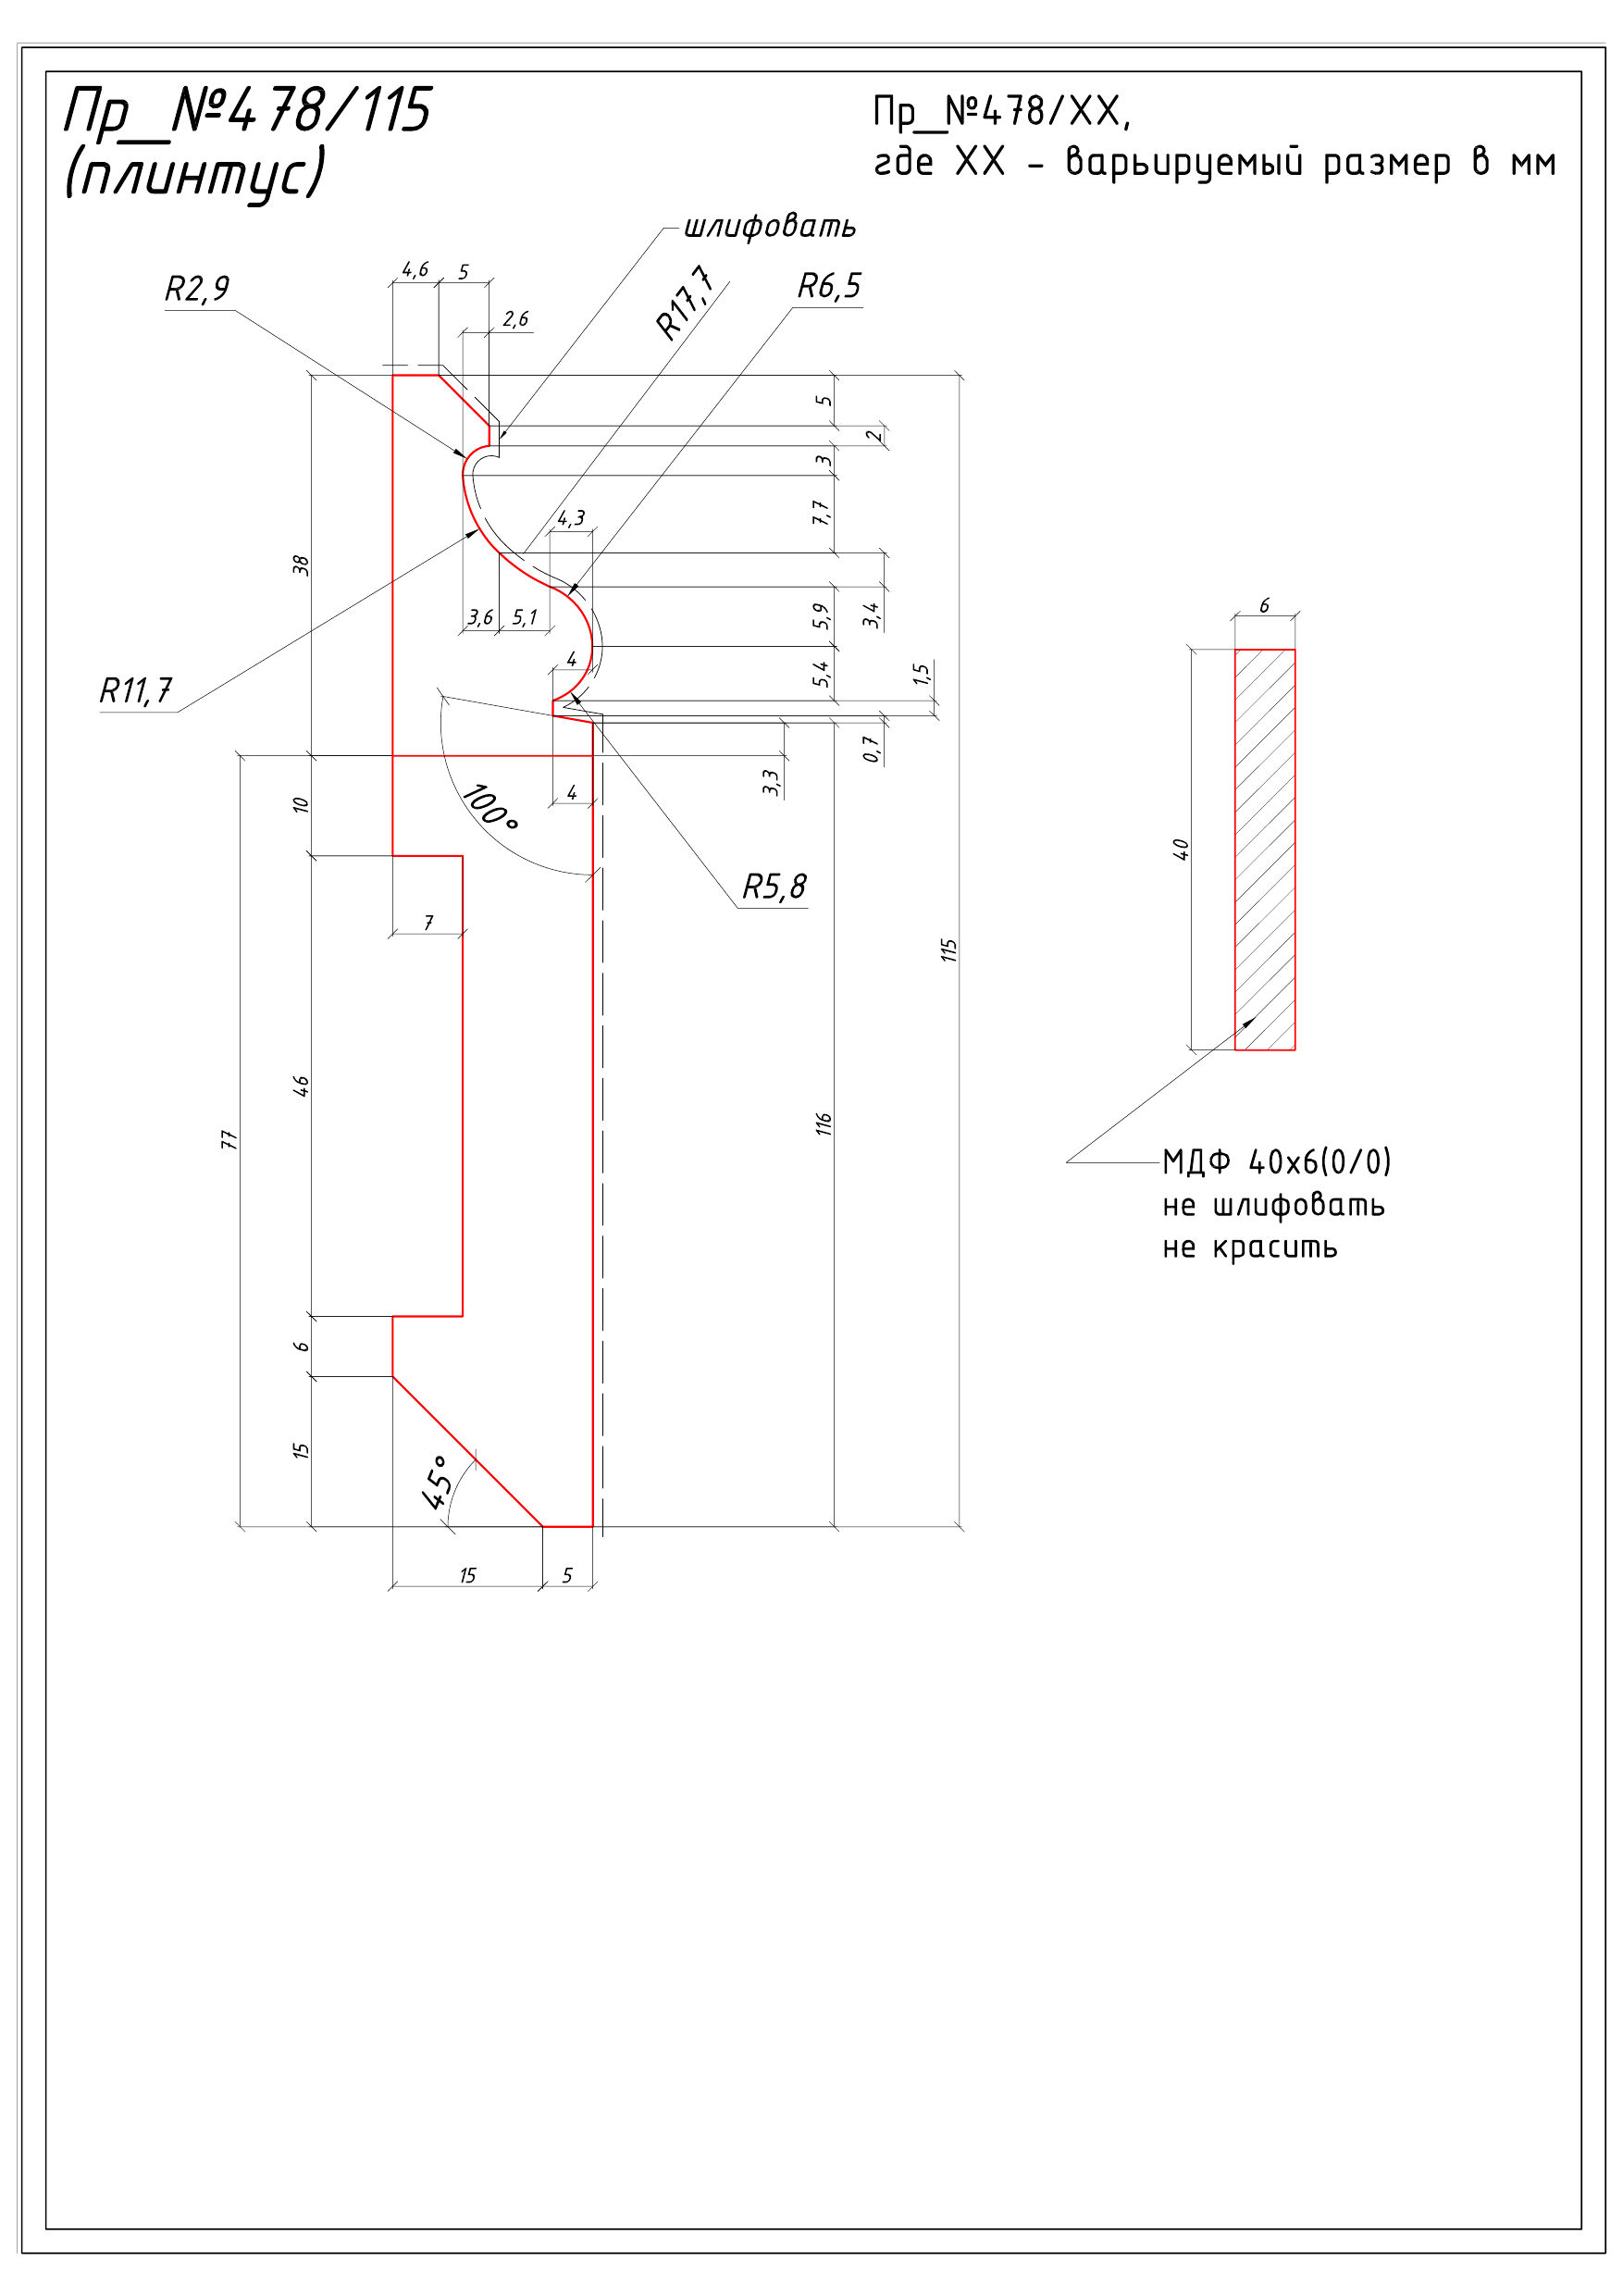 Пр_№478/115
(плинтус)
Пр_№478/XX,
где XX - варьируемый размер в мм
шлифовать
R2,9
4,6
5
2,6
R17,7
R6,5
5
2
3
7,7
4,3
38
3,6
5,1
5,9
3,4
4
5,4
1,5
R11,7
0,7
3,3
10
4
100°
R5,8
7
115
46
77
116
6
15
45°
15
5
6
40
МДФ 40х6(0/0)
не шлифовать
не красить